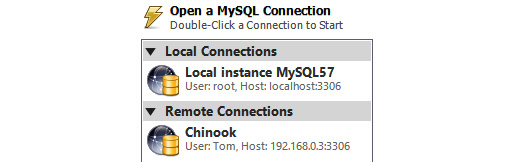 Open a MySQL Connection
Double-Click a Connection to Start
Local Connections
Local instance MySQL57
User: root, Host: localhost:3306
Remote Connections
Chinook
User: Tom, Host: 192.168.0.3:3306